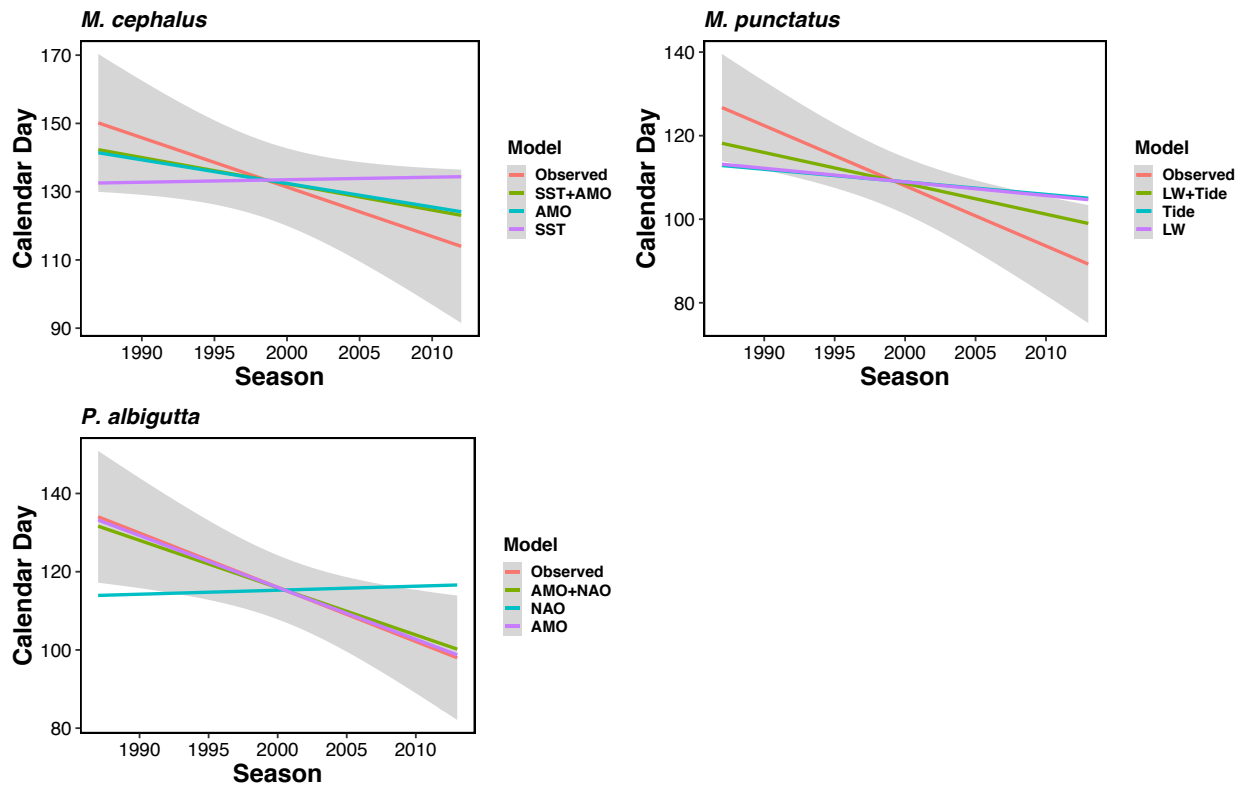 M. cephalus
170
150
130
110
90
Calendar Day
1990 1995 2000 2005 2010
Season
Model
Observed
SST+AMO
AMO
SST
M. punctatus
140
120
100
80
Calendar Day
1990 1995 2000 2005 2010
Season
Model
Observed
LW+Tide
Tide
LW
P. albigutta
140
120
100
80
Calendar Day
1990 1995 2000 2005 2010
Season
Model
Observed
AMO+NAO
NAO
AMO